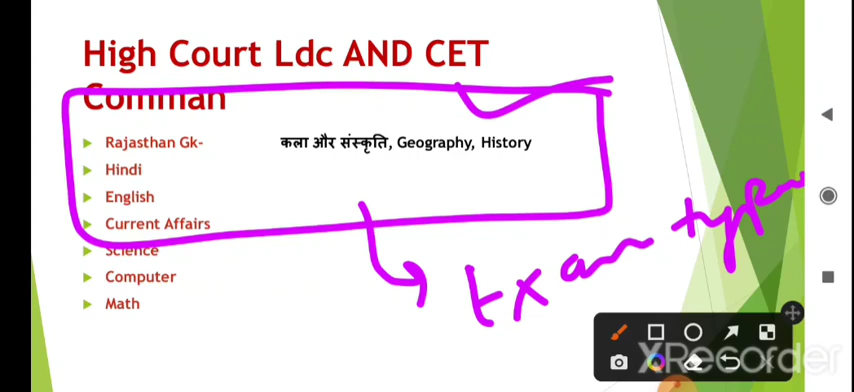 High Court Ldc AND CET
Comman
Rajasthan Gk- कला और संस्कृति, Geography, History
Hindi
English
Current Affairs
Science
Computer
Math
Exam type
XRecorder